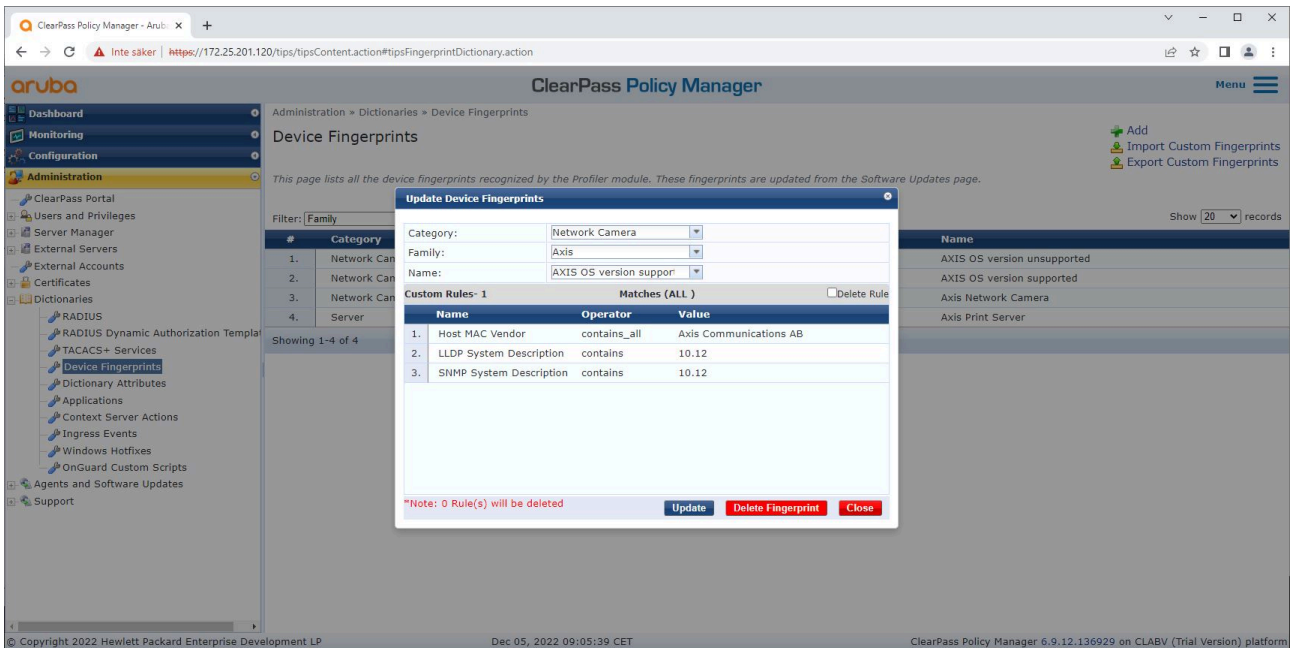 ClearPass Policy Manager - Arub
Inte säker | https://172.25.201.120/tips/tipsContent.action#tipsFingerprintDictionary.action
aruba
ClearPass Policy Manager
Menu
Dashboard
Monitoring
Configuration
Administration
ClearPass Portal
Users and Privileges
Server Manager
External Servers
External Accounts
Certificates
Dictionaries
RADIUS
RADIUS Dynamic Authorization Templat
TACACS+ Services
Device Fingerprints
Dictionary Attributes
Applications
Context Server Actions
Ingress Events
Windows Hotfixes
OnGuard Custom Scripts
Agents and Software Updates
Support
Administration » Dictionaries » Device Fingerprints
Device Fingerprints
Add
Import Custom Fingerprints
Export Custom Fingerprints
This page lists all the device fingerprints recognized by the Profiler module. These fingerprints are updated from the Software Updates page.
Filter: Family
Show 20 records
# Category Name
1. Network Can AXIS OS version unsupported
2. Network Can AXIS OS version supported
3. Network Can Axis Network Camera
4. Server Axis Print Server
Showing 1-4 of 4
Update Device Fingerprints
Category: Network Camera
Family: Axis
Name: AXIS OS version suppor
Custom Rules- 1 Matches (ALL ) Delete Rule
Name Operator Value
1. Host MAC Vendor contains_all Axis Communications AB
2. LLDP System Description contains 10.12
3. SNMP System Description contains 10.12
*Note: 0 Rule(s) will be deleted
Update Delete Fingerprint Close
© Copyright 2022 Hewlett Packard Enterprise Development LP Dec 05, 2022 09:05:39 CET ClearPass Policy Manager 6.9.12.136929 on CLABV (Trial Version) platform